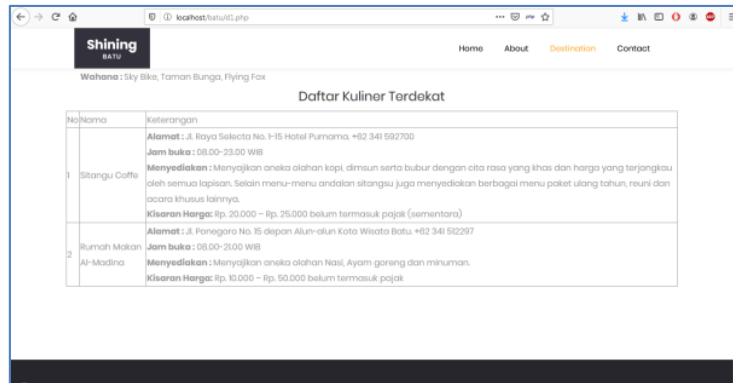 localhost/batu/d1.php
Shining
BATU
Home About Destination Contact
Wahana : Sky Bike, Taman Bunga, Flying Fox
Daftar Kuliner Terdekat
No Nama Keterangan
1 Sitangu Coffe
Alamat : Jl. Raya Selecta No. 1-15 Hotel Purnama. +62 341 592700
Jam buka : 08.00-23.00 WIB
Menyediakan : Menyajikan aneka olahan kopi, dimsun serta bubur dengan cita rasa yang khas dan harga yang terjangkau
oleh semua lapisan. Selain menu-menu andalan sitangsu juga menyediakan berbagai menu paket ulang tahun, reuni dan
acara khusus lainnya.
Kisaran Harga: Rp. 20.000 – Rp. 25.000 belum termasuk pajak (sementara)
2 Rumah Makan
Al-Madina
Alamat : Jl. Ponegoro No. 15 depan Alun-alun Kota Wisata Batu. +62 341 512297
Jam buka : 08.00-21.00 WIB
Menyediakan : Menyajikan aneka olahan Nasi, Ayam goreng dan minuman.
Kisaran Harga: Rp. 10.000 – Rp. 50.000 belum termasuk pajak